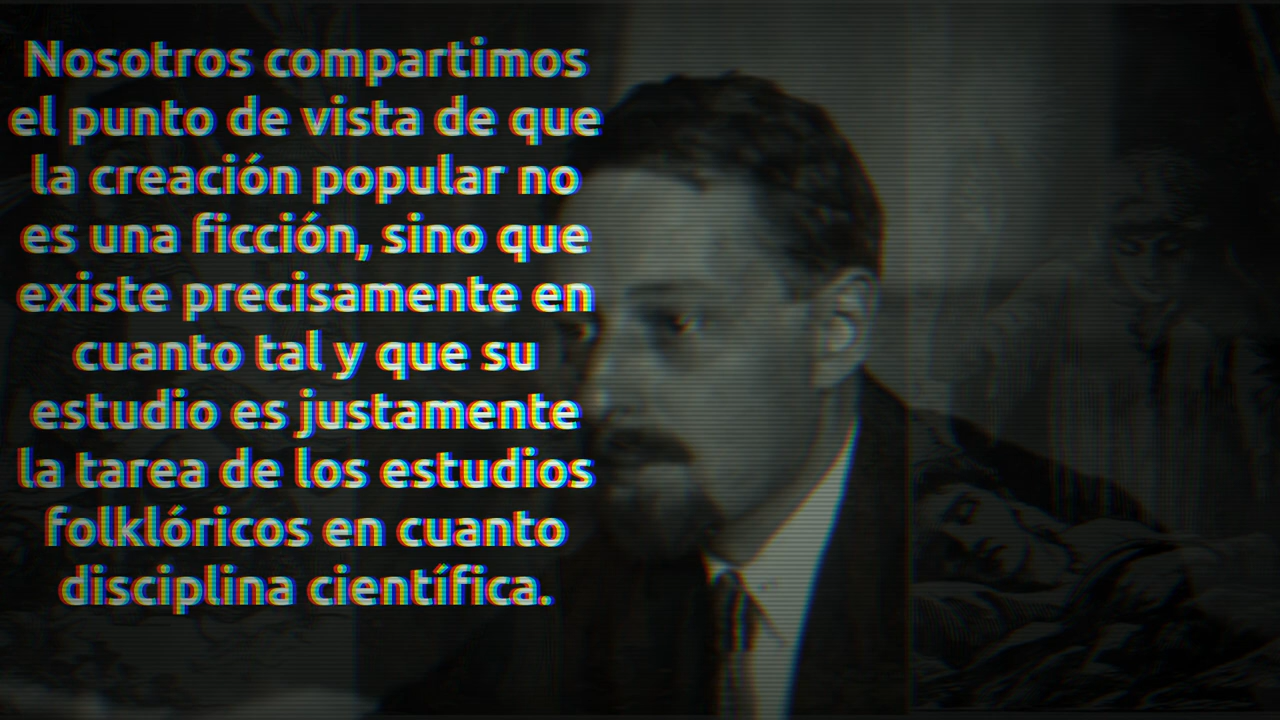 Nosotros compartimos
el punto de vista de que
la creación popular no
es una ficción, sino que
existe precisamente en
cuanto tal y que su
estudio es justamente
la tarea de los estudios
folklóricos en cuanto
disciplina científica.